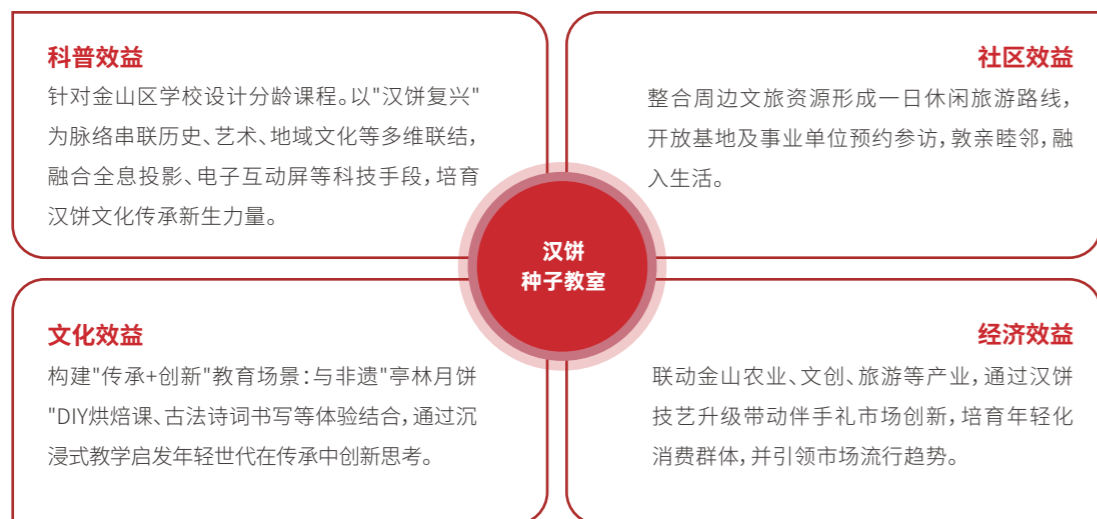 科普效益
针对金山区学校设计分龄课程。以"汉饼复兴"
为脉络串联历史、艺术、地域文化等多维联结，
融合全息投影、电子互动屏等科技手段，培育
汉饼文化传承新生力量。
社区效益
整合周边文旅资源形成一日休闲旅游路线，
开放基地及事业单位预约参访，敦亲睦邻，融
入生活。
汉饼
种子教室
文化效益
构建"传承+创新"教育场景：与非遗"亭林月饼
"DIY烘焙课、古法诗词书写等体验结合，通过沉
浸式教学启发年轻世代在传承中创新思考。
经济效益
联动金山农业、文创、旅游等产业，通过汉饼
技艺升级带动伴手礼市场创新，培育年轻化
消费群体，并引领市场流行趋势。